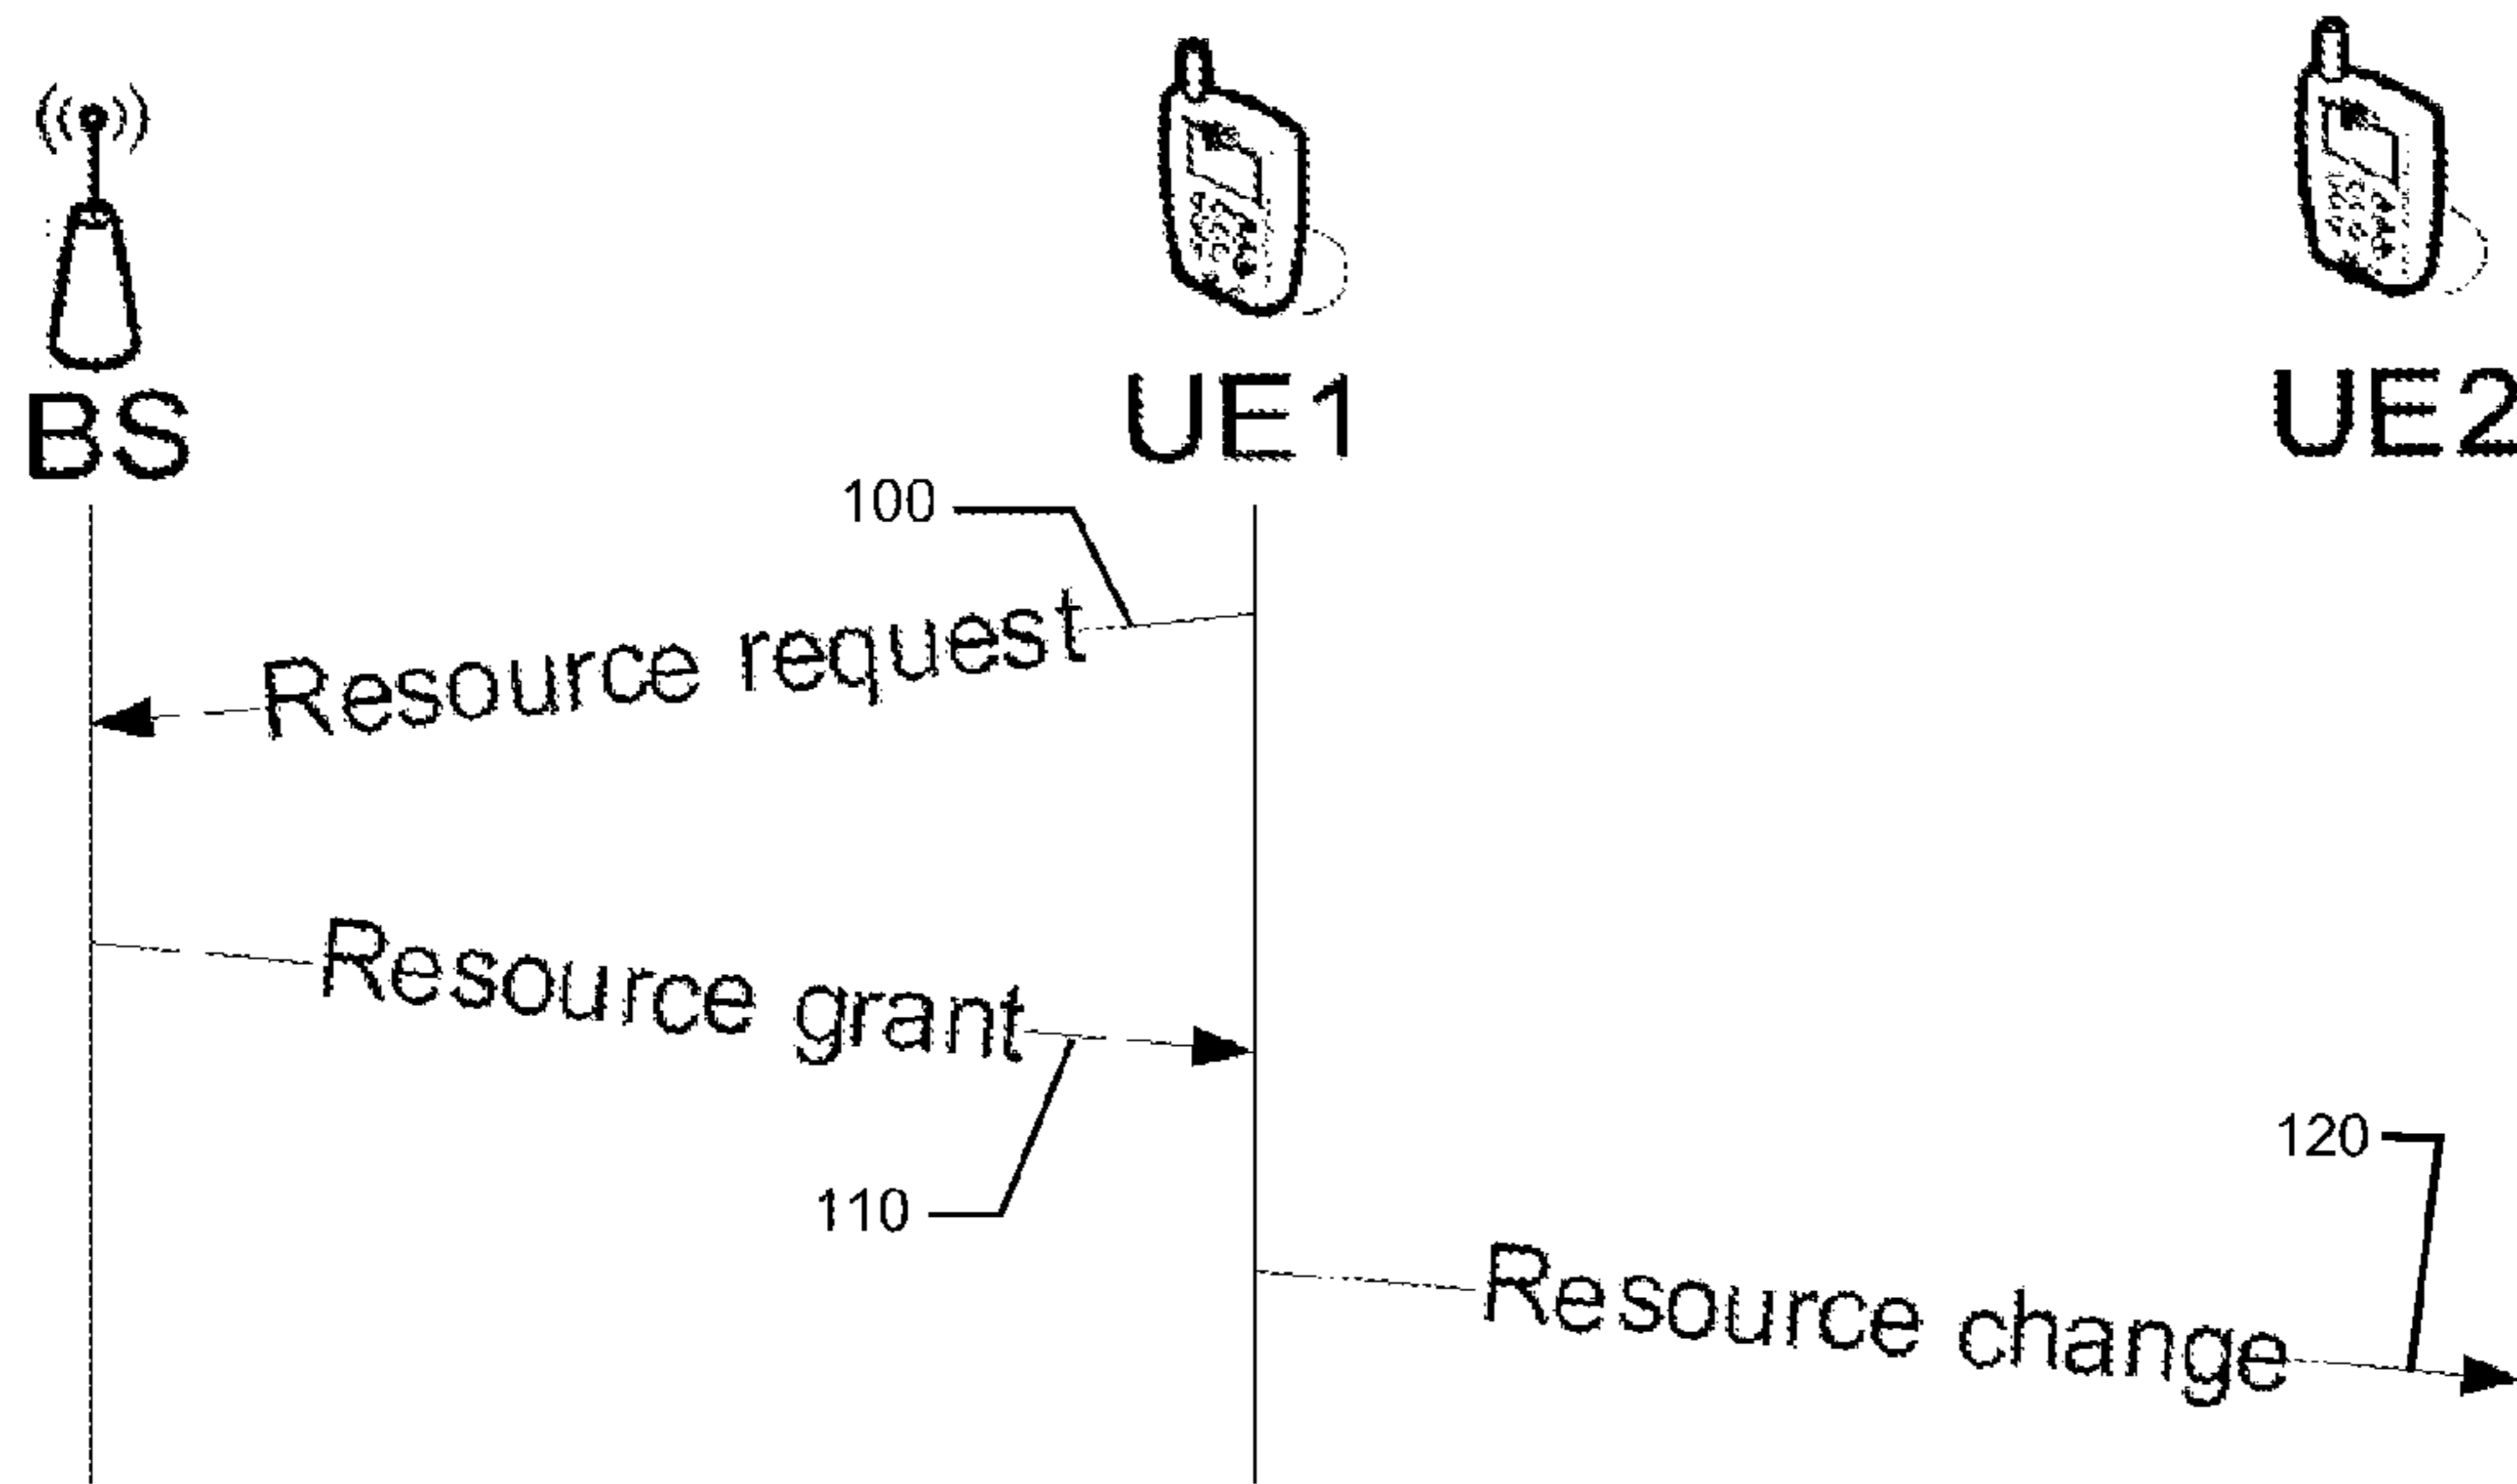 BS
UE1
UE2
100
Resource request
Resource grant
110
120
Resource change